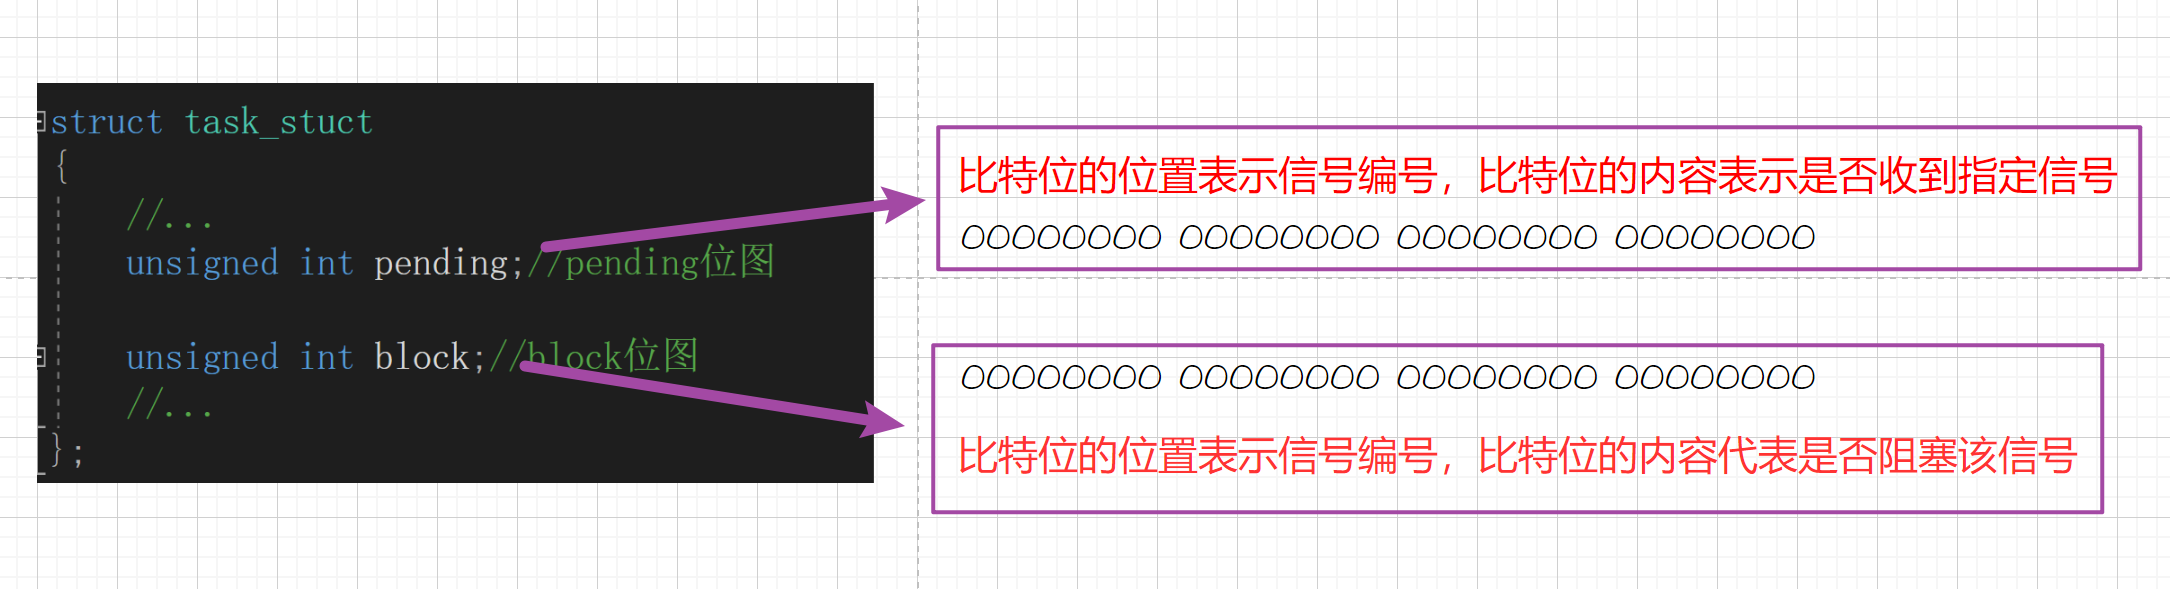 struct task_stuct
{
//...
unsigned int pending;//pending位图
unsigned int block;//block位图
//...
};
比特位的位置表示信号编号，比特位的内容表示是否收到指定信号
00000000 00000000 00000000 00000000
00000000 00000000 00000000 00000000
比特位的位置表示信号编号，比特位的内容代表是否阻塞该信号